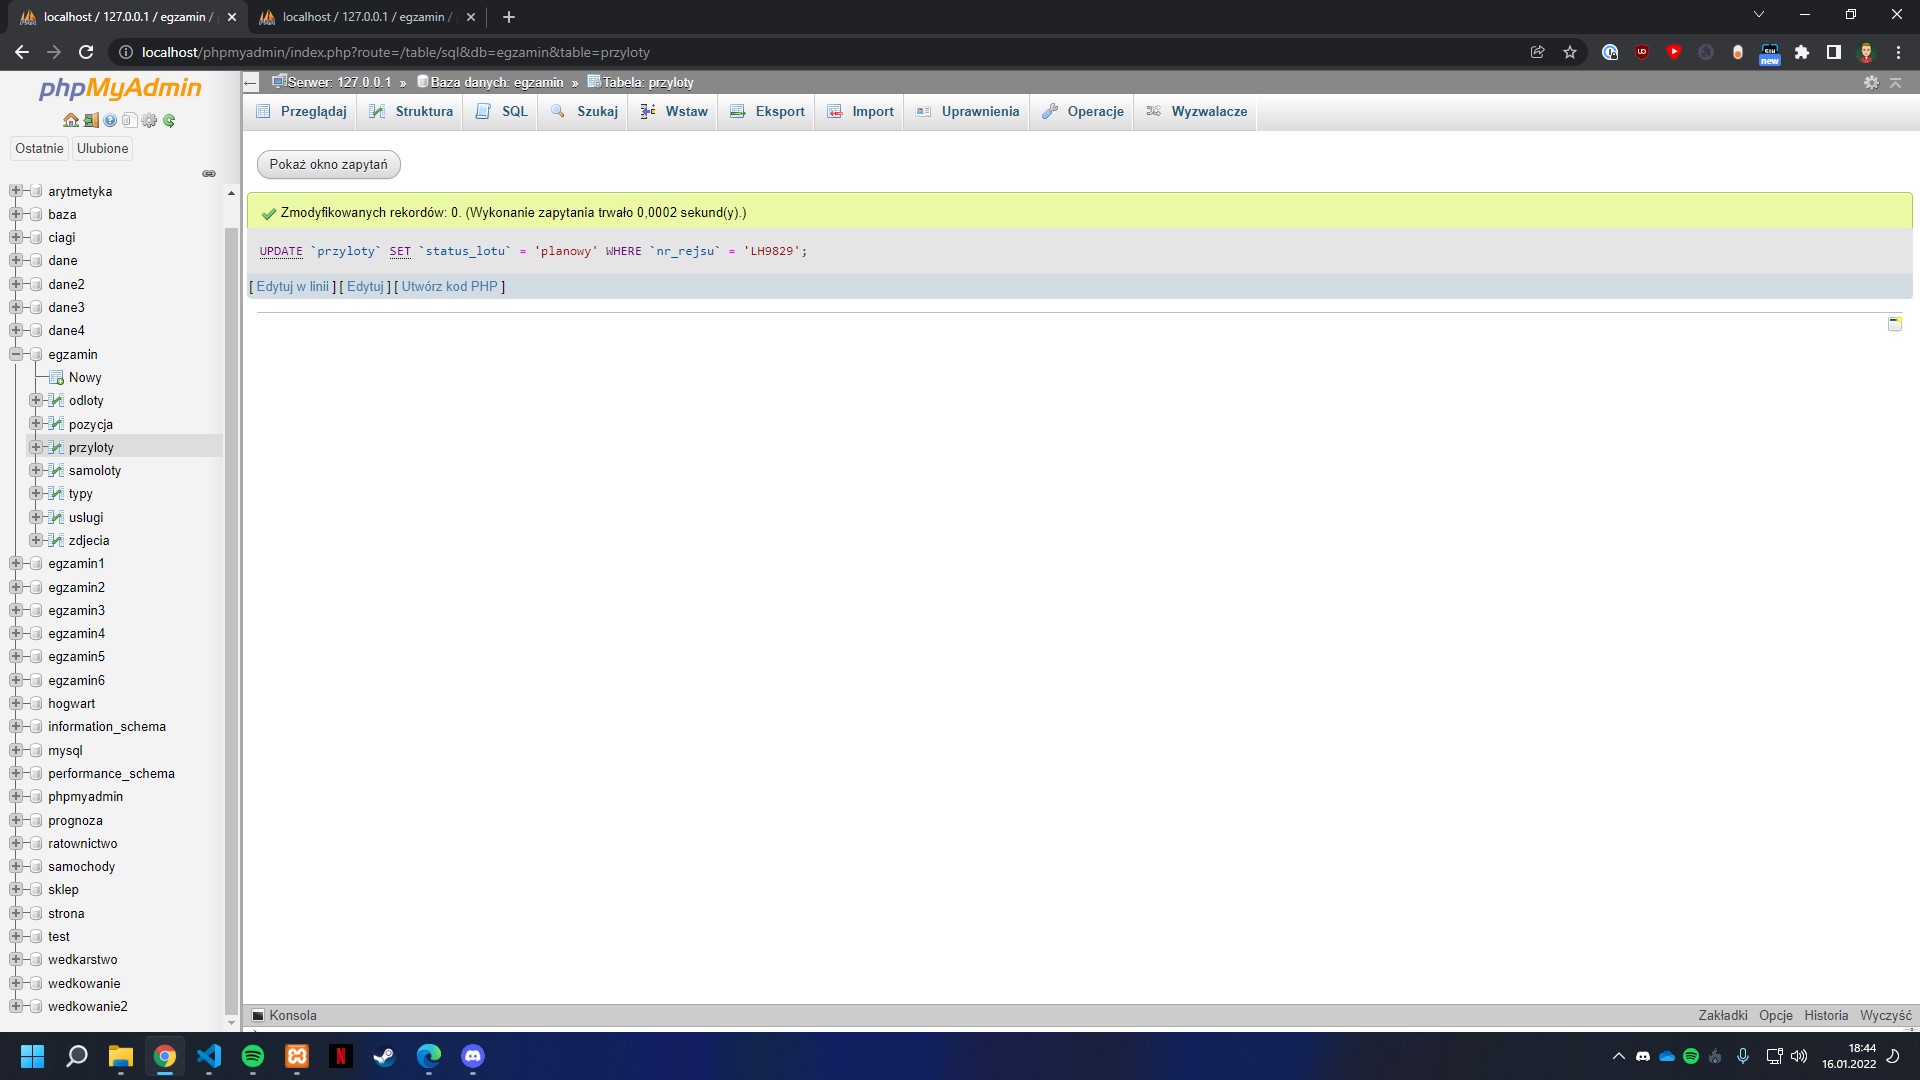 localhost / 127.0.0.1 / egzamin /
localhost / 127.0.0.1 / egzamin /
localhost/phpmyadmin/index.php?route=/table/sql&db=egzamin&table=przyloty
new
phpMyAdmin
Ostatnie Ulubione
arytmetyka
baza
ciagi
dane
dane2
dane3
dane4
egzamin
Nowy
odloty
pozycja
przyloty
samoloty
typy
uslugi
zdjecia
egzamin1
egzamin2
egzamin3
egzamin4
egzamin5
egzamin6
hogwart
information_schema
mysql
performance_schema
phpmyadmin
prognoza
ratownictwo
samochody
sklep
strona
test
wedkarstwo
wedkowanie
wedkowanie2
Serwer: 127.0.0.1 » Baza danych: egzamin » Tabela: przyloty
Przeglądaj Struktura SQL Szukaj Wstaw Eksport Import Uprawnienia Operacje Wyzwalacze
Pokaż okno zapytań
Zmodyfikowanych rekordów: 0. (Wykonanie zapytania trwało 0,0002 sekund(y).)
UPDATE `przyloty` SET `status_lotu` = 'planowy' WHERE `nr_rejsu` = 'LH9829';
[ Edytuj w linii ] [ Edytuj ] [ Utwórz kod PHP ]
Konsola Zakładki Opcje Historia Wyczyść
18:44
16.01.2022